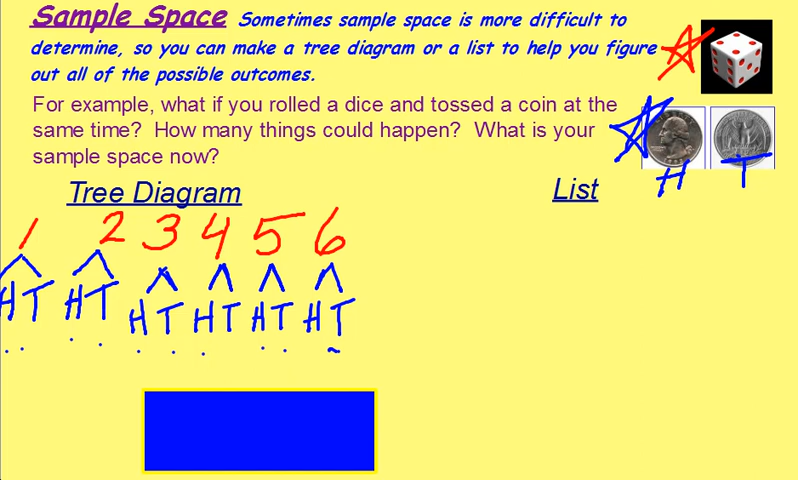 Sample Space Sometimes sample space is more difficult to
determine, so you can make a tree diagram or a list to help you figure
out all of the possible outcomes.
For example, what if you rolled a dice and tossed a coin at the
same time? How many things could happen? What is your
sample space now?
H T
Tree Diagram List
1 2 3 4 5 6
H T H T H T H T H T H T